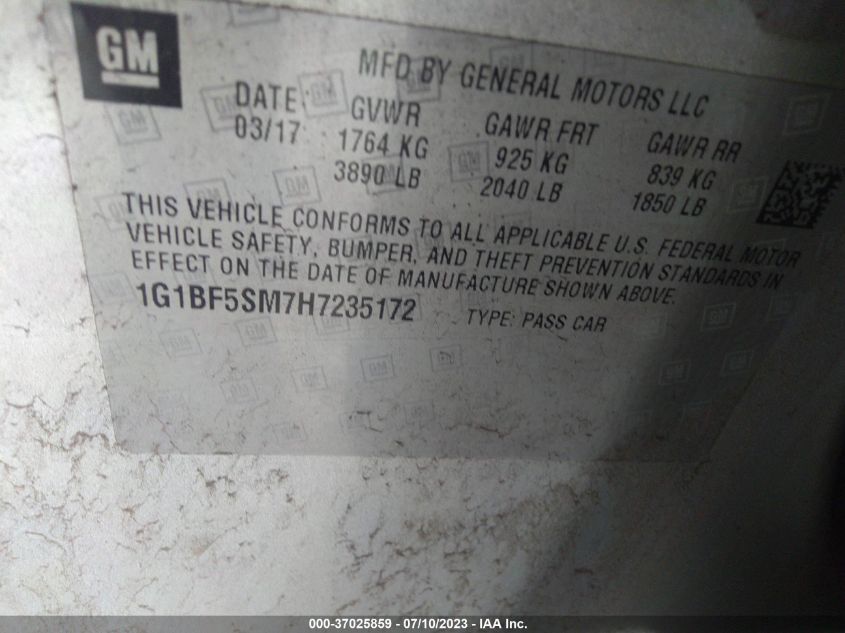 GM
MFD BY GENERAL MOTORS LLC
DATE GVWR GAWR FRT GAWR RR
03/17 1764 KG 925 KG 839 KG
3890 LB 2040 LB 1850 LB
THIS VEHICLE CONFORMS TO ALL APPLICABLE U.S. FEDERAL MOTOR
VEHICLE SAFETY, BUMPER, AND THEFT PREVENTION STANDARDS IN
EFFECT ON THE DATE OF MANUFACTURE SHOWN ABOVE.
1G1BF5SM7H7235172 TYPE: PASS CAR
000-37025859 - 07/10/2023 - IAA Inc.